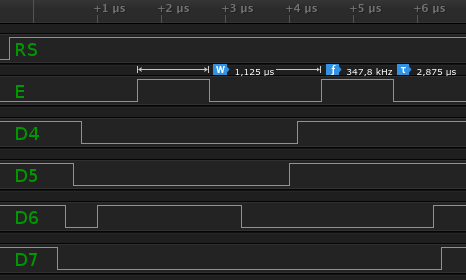 +1 µs +2 µs +3 µs +4 µs +5 µs +6 µs
RS
W 1,125 µs ƒ 347,8 kHz τ 2,875 µs
E
D4
D5
D6
D7